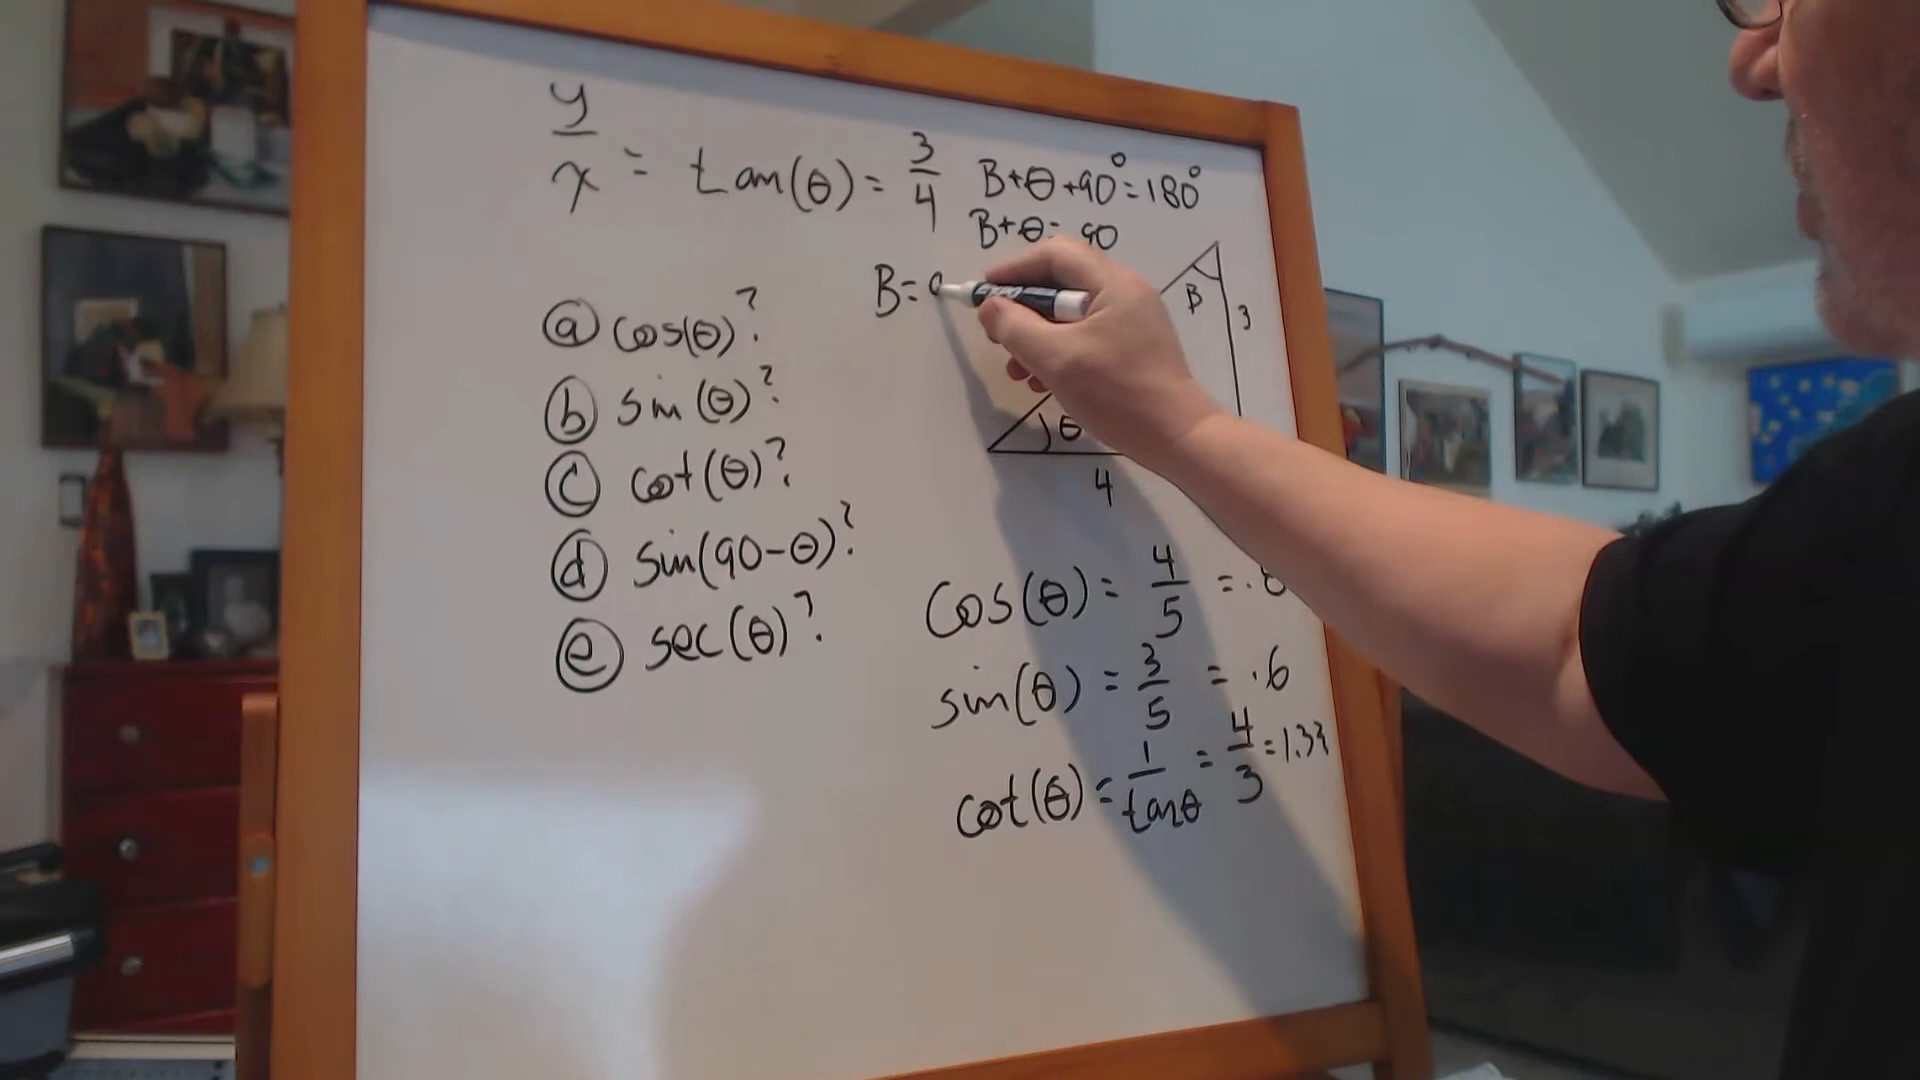 y/x = tan(θ) = 3/4
B+θ+90°=180°
B+θ= 90
B=
ⓐ cos(θ)?
ⓑ sin(θ)?
ⓒ cot(θ)?
ⓓ sin(90-θ)?
ⓔ sec(θ)?
B
3
θ
4
cos(θ) = 4/5 = .8
sin(θ) = 3/5 = .6
cot(θ) = 1/tanθ = 4/3 = 1.33